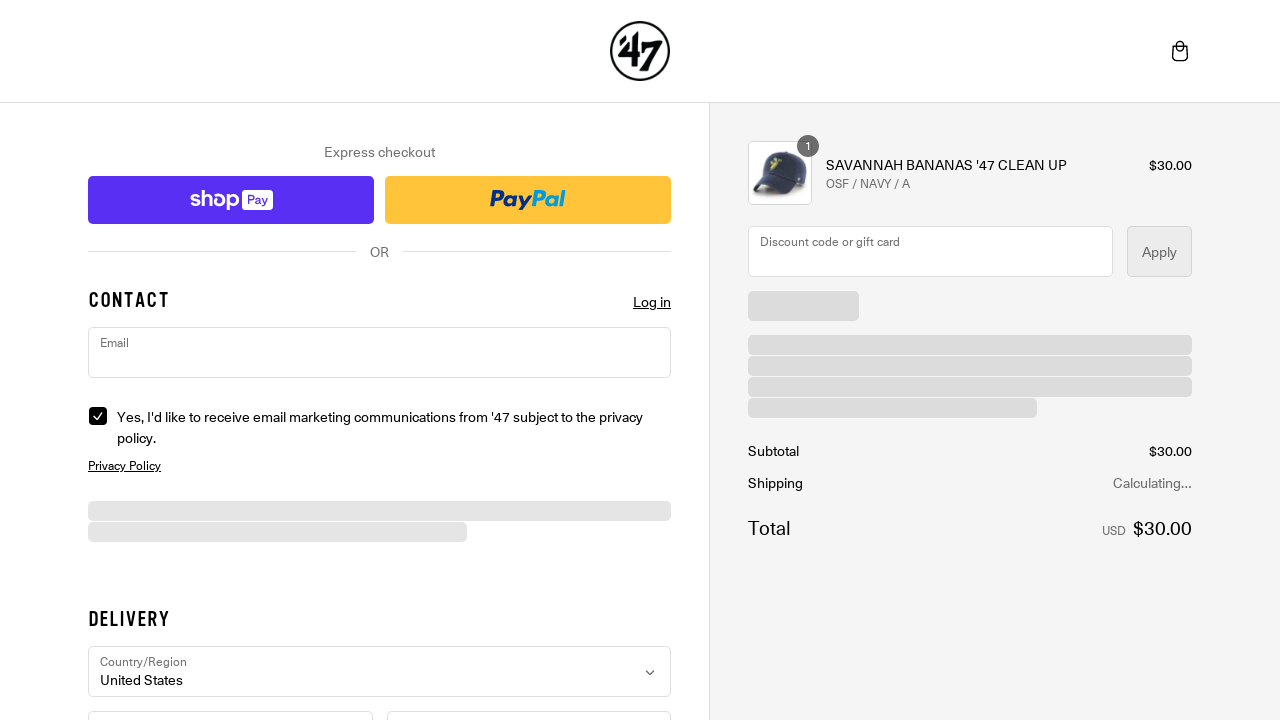 '47
Express checkout
shop Pay
PayPal
OR
CONTACT
Log in
Email
Yes, I'd like to receive email marketing communications from '47 subject to the privacy
policy.
Privacy Policy
DELIVERY
Country/Region
United States
1
SAVANNAH BANANAS '47 CLEAN UP
$30.00
OSF / NAVY / A
Discount code or gift card
Apply
Subtotal
$30.00
Shipping
Calculating...
Total
USD $30.00